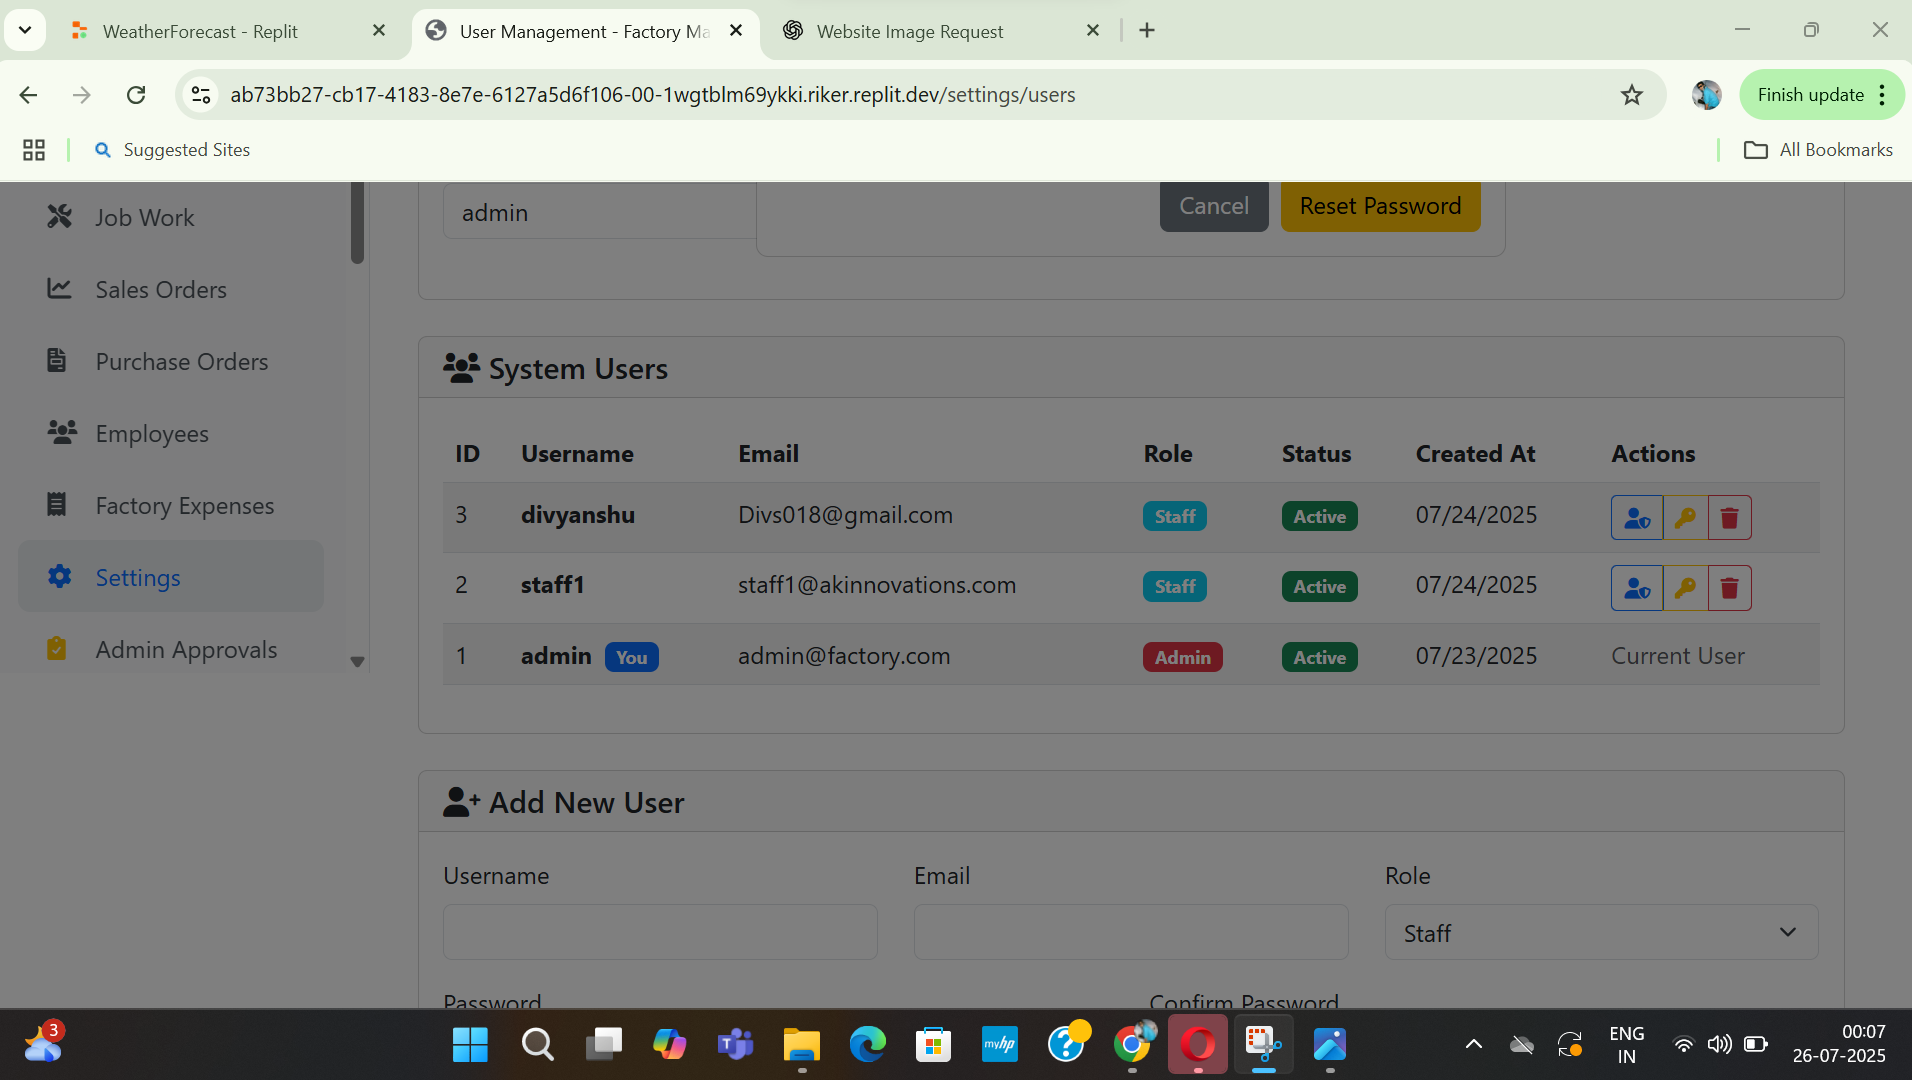 WeatherForecast - Replit
User Management - Factory Ma
Website Image Request
ab73bb27-cb17-4183-8e7e-6127a5d6f106-00-1wgtblm69ykki.riker.replit.dev/settings/users
Finish update
Suggested Sites
All Bookmarks
Job Work
Sales Orders
Purchase Orders
Employees
Factory Expenses
Settings
Admin Approvals
admin
Cancel
Reset Password
System Users
ID Username Email Role Status Created At Actions
3 divyanshu Divs018@gmail.com Staff Active 07/24/2025
2 staff1 staff1@akinnovations.com Staff Active 07/24/2025
1 admin You admin@factory.com Admin Active 07/23/2025 Current User
Add New User
Username Email Role
Staff
Password Confirm Password
3
myhp
ENG
IN
00:07
26-07-2025